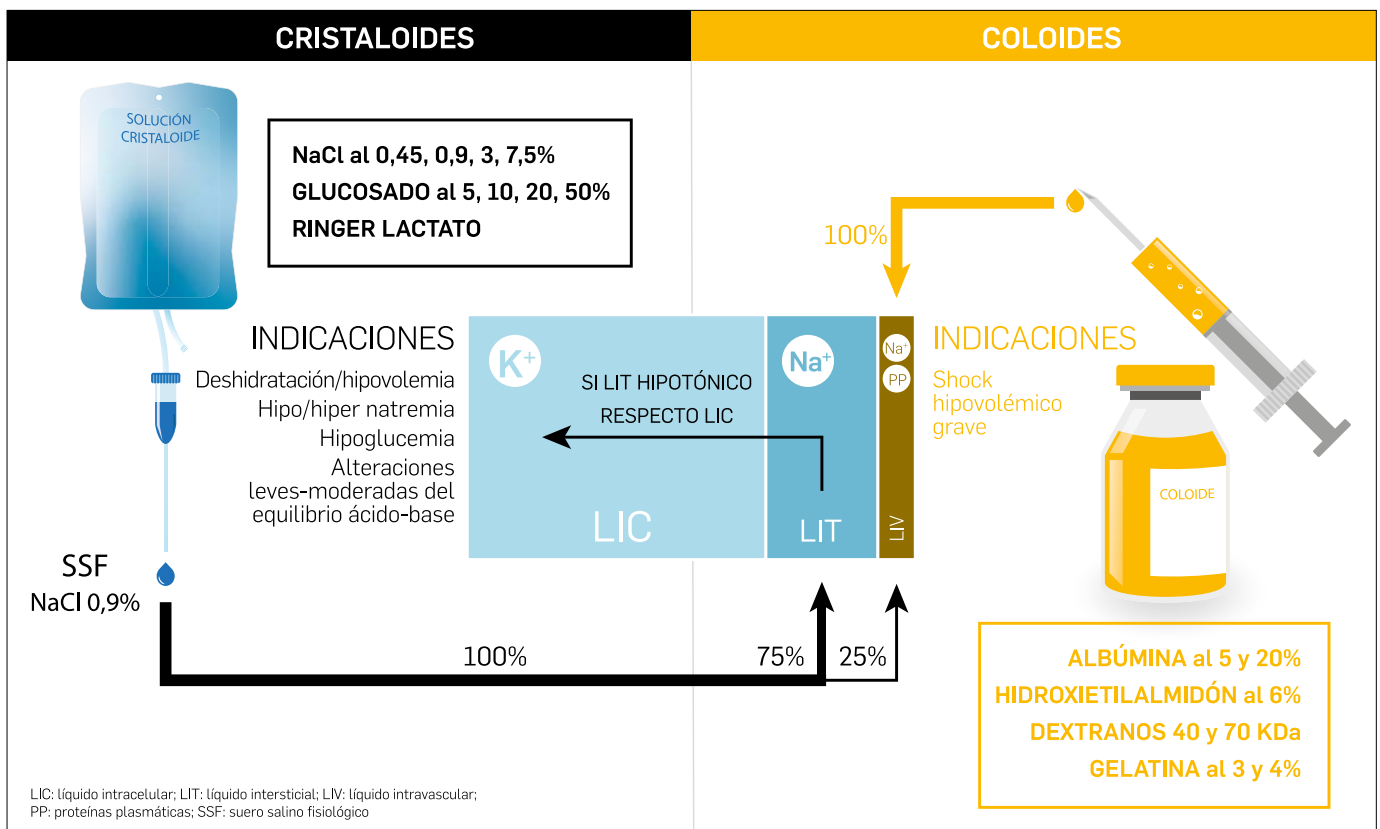 CRISTALOIDES
COLOIDES
SOLUCIÓN
CRISTALOIDE
NaCl al 0,45, 0,9, 3, 7,5%
GLUCOSADO al 5, 10, 20, 50%
RINGER LACTATO
INDICACIONES
Deshidratación/hipovolemia
Hipo/hiper natremia
Hipoglucemia
Alteraciones
leves-moderadas del
equilibrio ácido-base
SSF
NaCl 0,9%
100%
75%
25%
K+
SI LIT HIPOTÓNICO
RESPECTO LIC
LIC
Na+
LIT
Na+
PP
LIV
100%
INDICACIONES
Shock
hipovolémico
grave
COLOIDE
ALBÚMINA al 5 y 20%
HIDROXIETILALMIDÓN al 6%
DEXTRANOS 40 y 70 KDa
GELATINA al 3 y 4%
LIC: líquido intracelular; LIT: líquido intersticial; LIV: líquido intravascular;
PP: proteínas plasmáticas; SSF: suero salino fisiológico